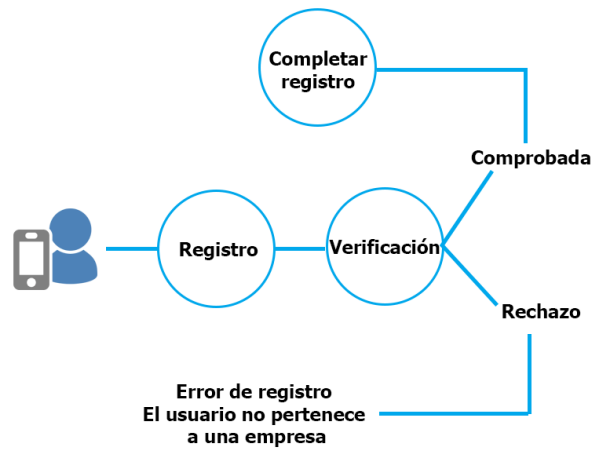 Completar
registro
Comprobada
Registro
Verificación
Rechazo
Error de registro
El usuario no pertenece
a una empresa